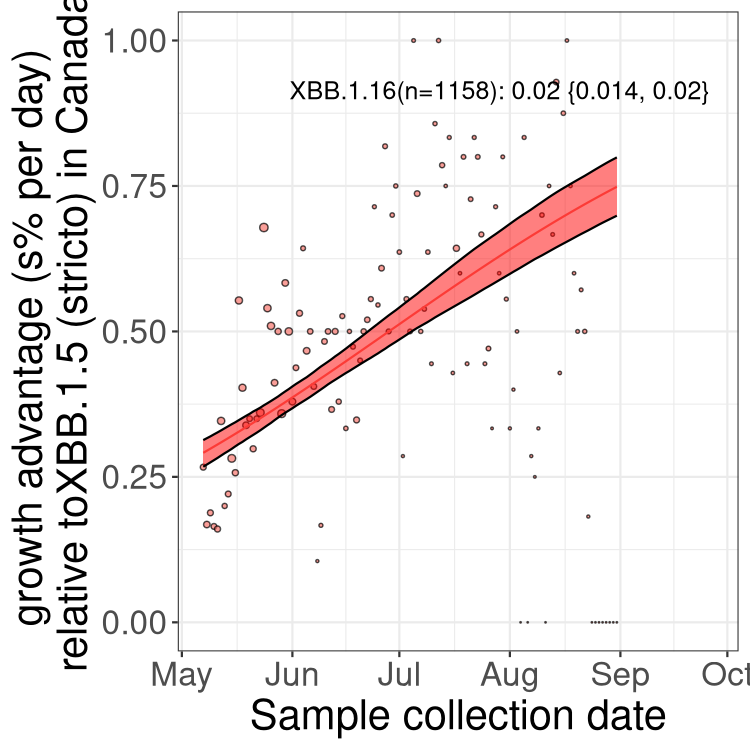 growth advantage (s% per day)
relative toXBB.1.5 (stricto) in Canada
1.00
0.75
0.50
0.25
0.00
XBB.1.16(n=1158): 0.02 {0.014, 0.02}
May Jun Jul Aug Sep Oct
Sample collection date